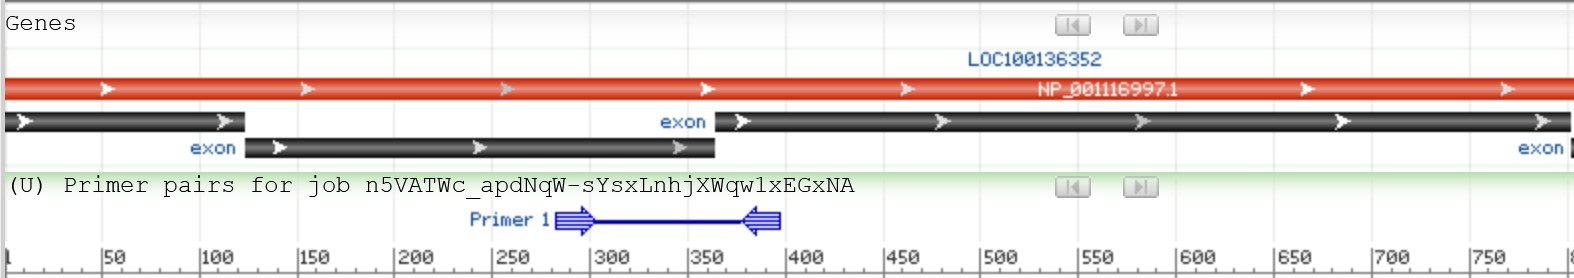 Genes
LOC100136352
NP_001116997.1
exon
exon
exon
(U) Primer pairs for job n5VATWc_apdNqW-sYsxLnhjXWqw1xEGxNA
Primer 1
1 50 100 150 200 250 300 350 400 450 500 550 600 650 700 750